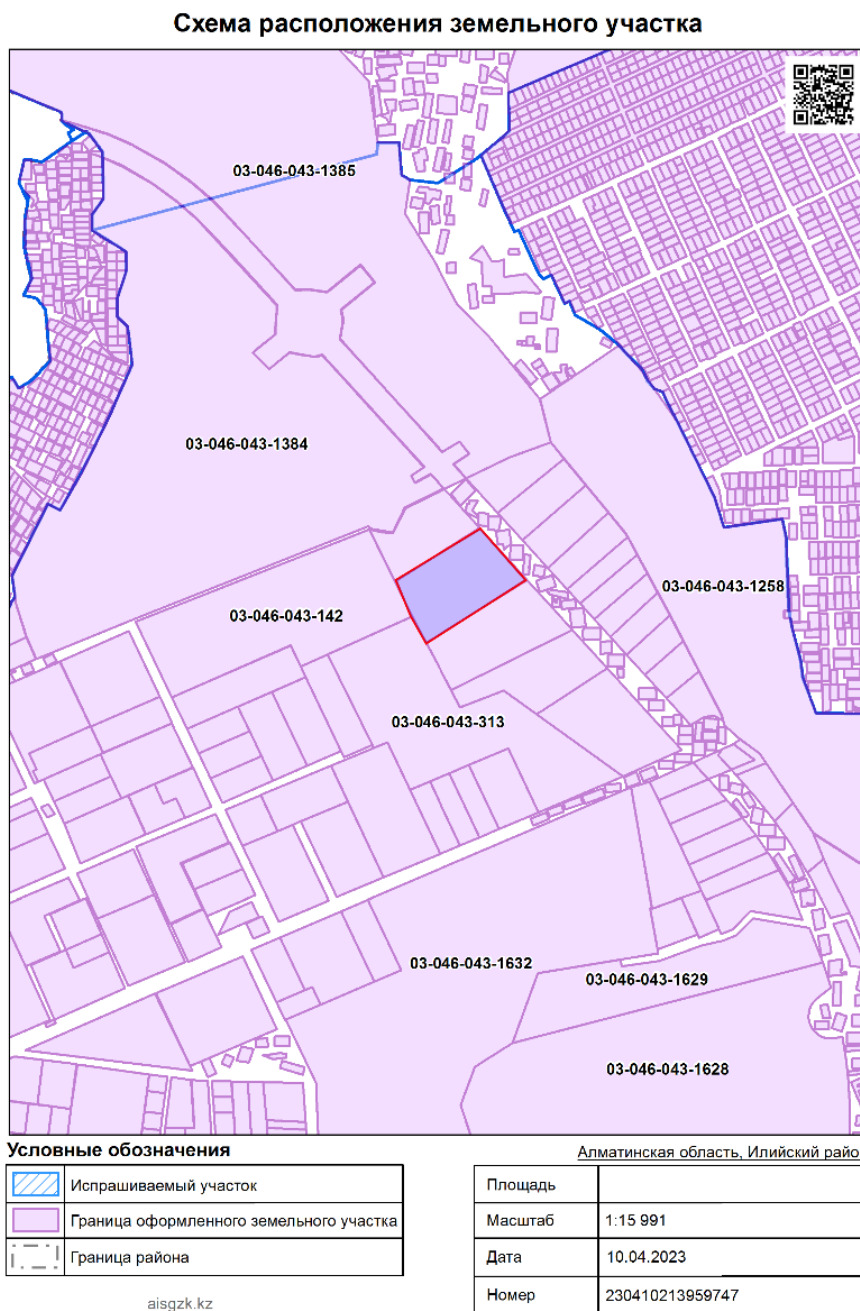 Схема расположения земельного участка
03-046-043-1385
03-046-043-1384
03-046-043-1258
03-046-043-142
03-046-043-313
03-046-043-1632
03-046-043-1629
03-046-043-1628
Условные обозначения
Алматинская область, Илийский райо
Испрашиваемый участок
Граница оформленного земельного участка
Граница района
Площадь
Масштаб 1:15 991
Дата 10.04.2023
Номер 230410213959747
aisgzk.kz